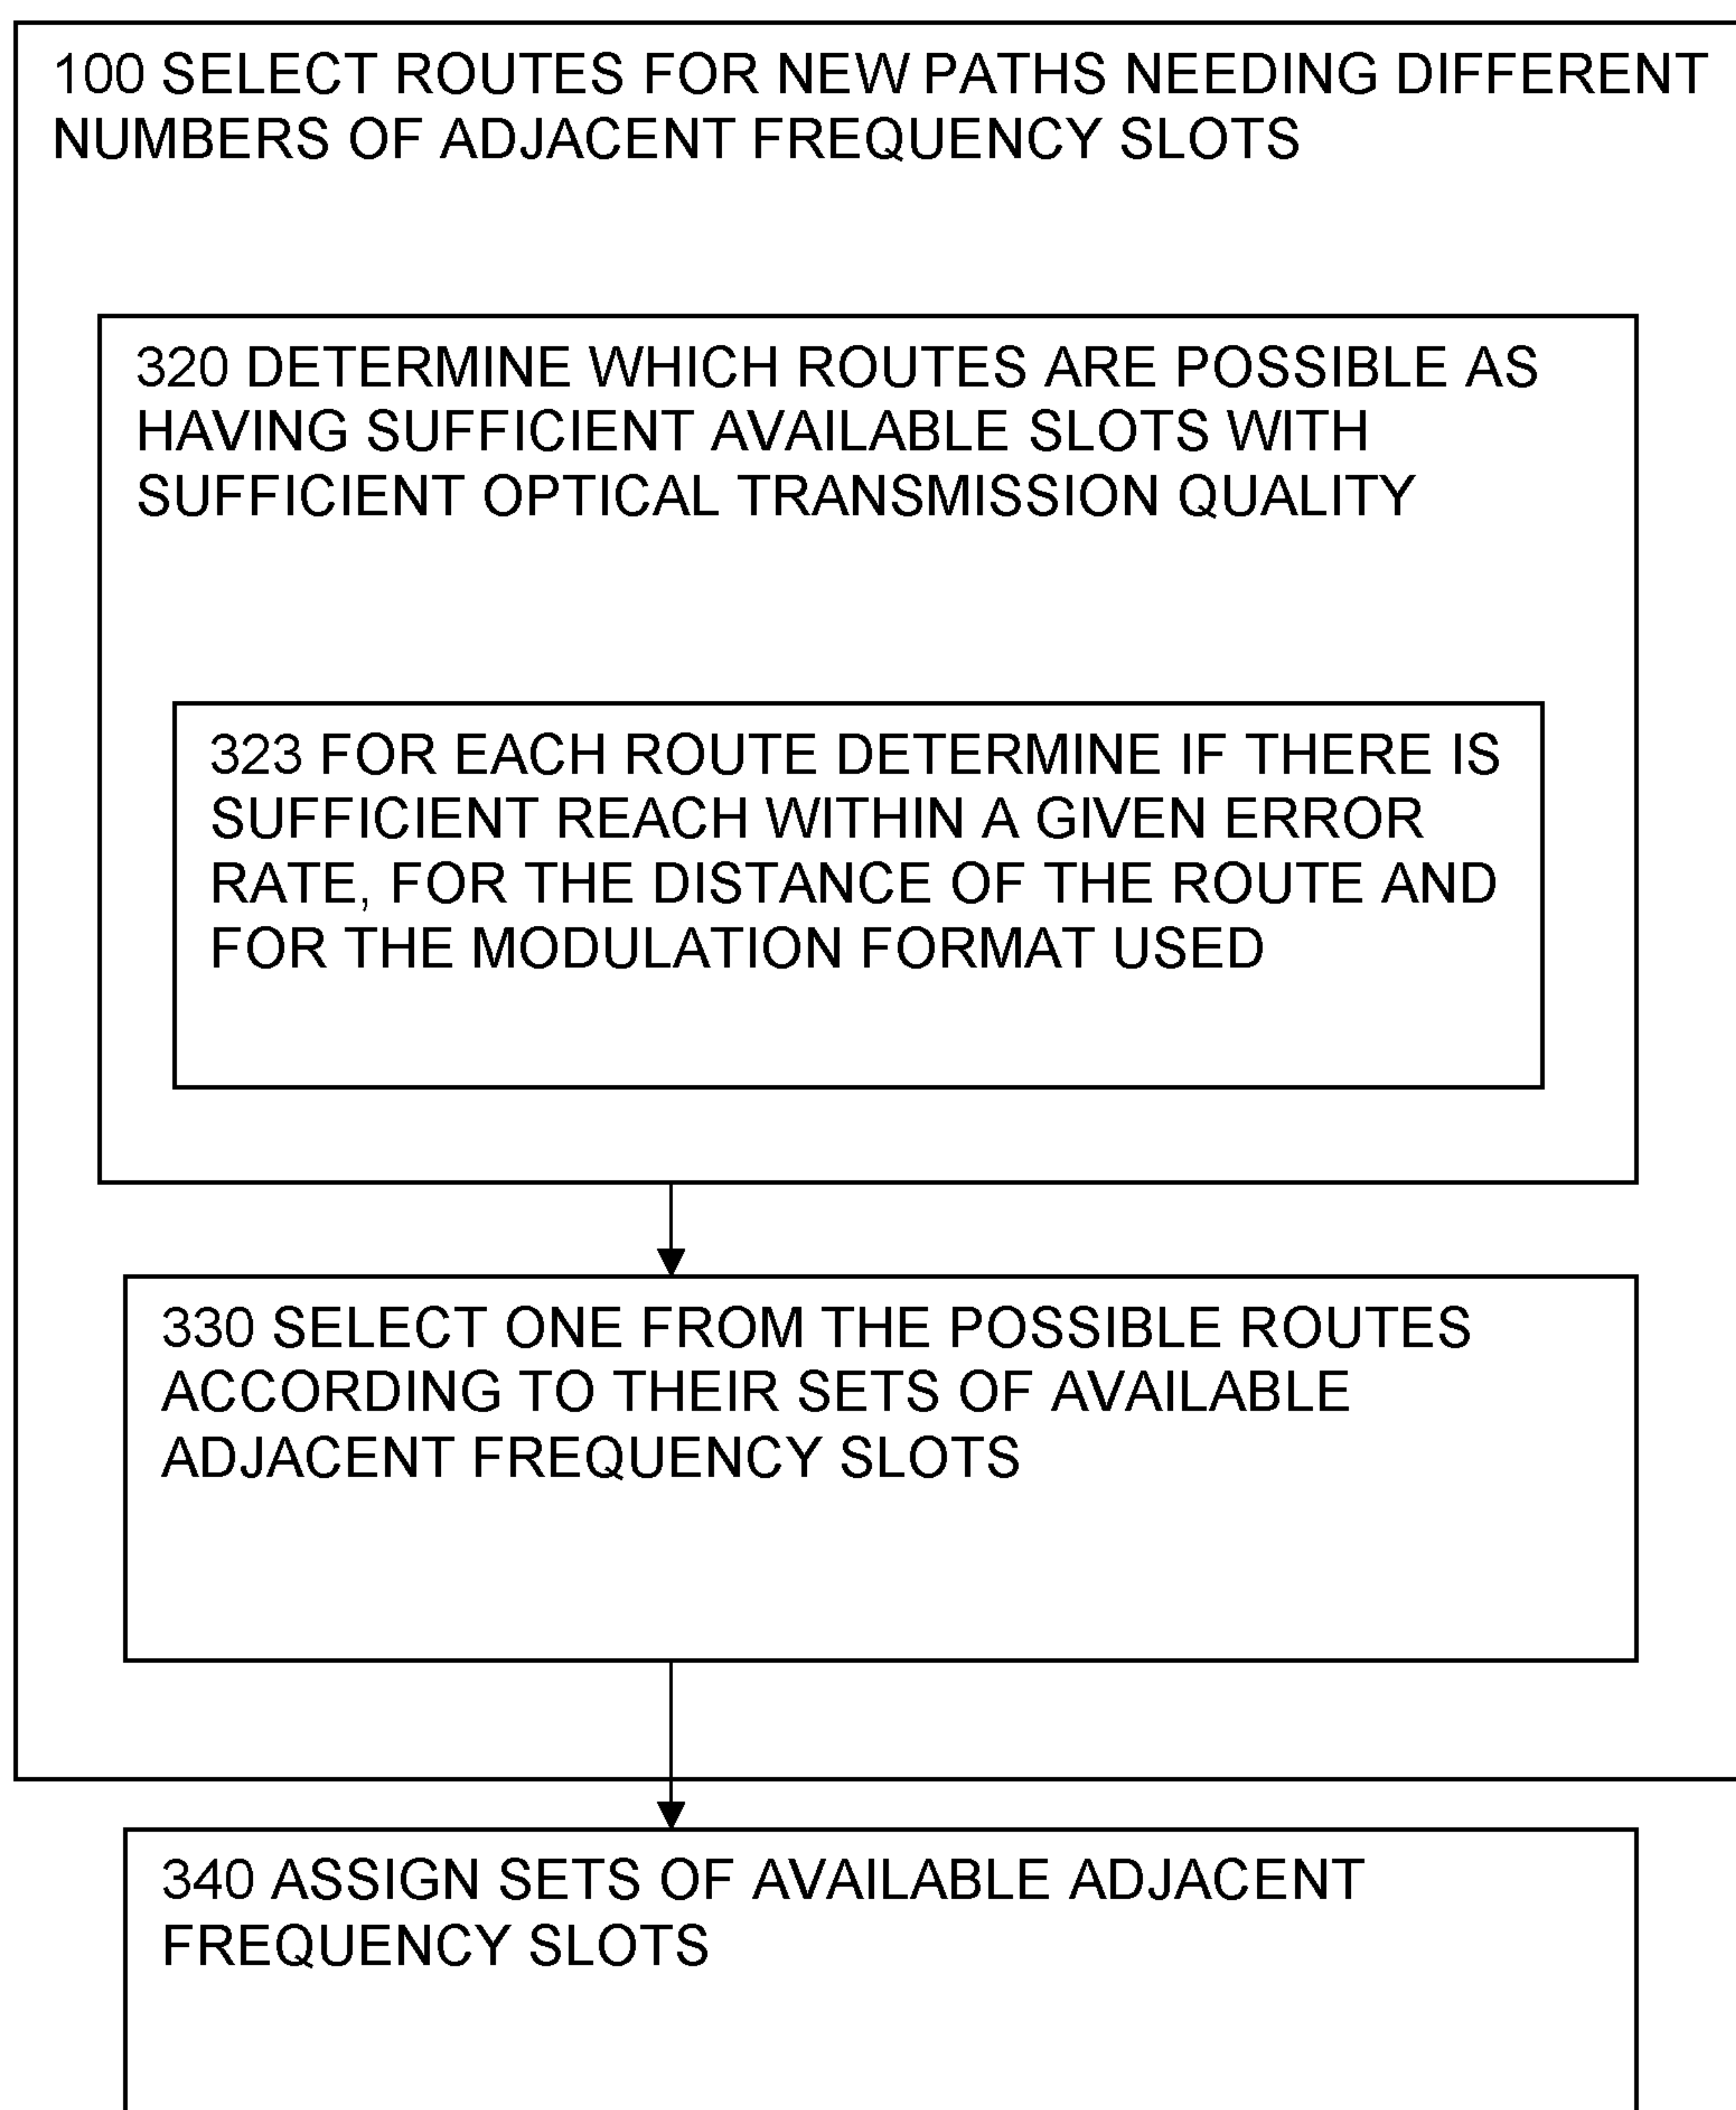 100 SELECT ROUTES FOR NEW PATHS NEEDING DIFFERENT
NUMBERS OF ADJACENT FREQUENCY SLOTS
320 DETERMINE WHICH ROUTES ARE POSSIBLE AS
HAVING SUFFICIENT AVAILABLE SLOTS WITH
SUFFICIENT OPTICAL TRANSMISSION QUALITY
323 FOR EACH ROUTE DETERMINE IF THERE IS
SUFFICIENT REACH WITHIN A GIVEN ERROR
RATE, FOR THE DISTANCE OF THE ROUTE AND
FOR THE MODULATION FORMAT USED
330 SELECT ONE FROM THE POSSIBLE ROUTES
ACCORDING TO THEIR SETS OF AVAILABLE
ADJACENT FREQUENCY SLOTS
340 ASSIGN SETS OF AVAILABLE ADJACENT
FREQUENCY SLOTS